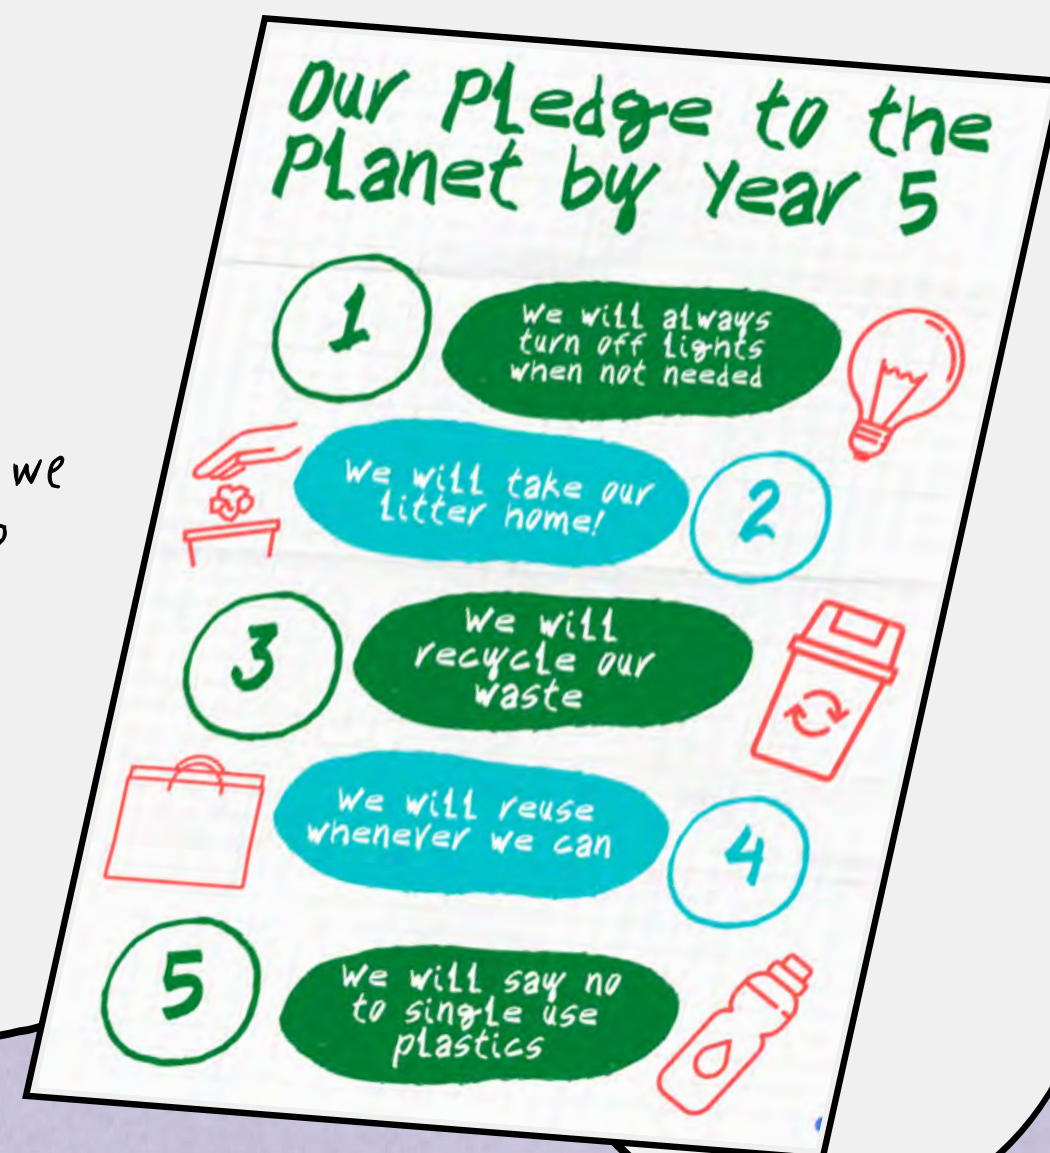 Our Pledge to the
Planet by Year 5
1
We will always
turn off lights
when not needed
we
We will take our
litter home!
2
3
We will
recycle our
waste
We will reuse
whenever we can
4
5
We will say no
to single use
plastics